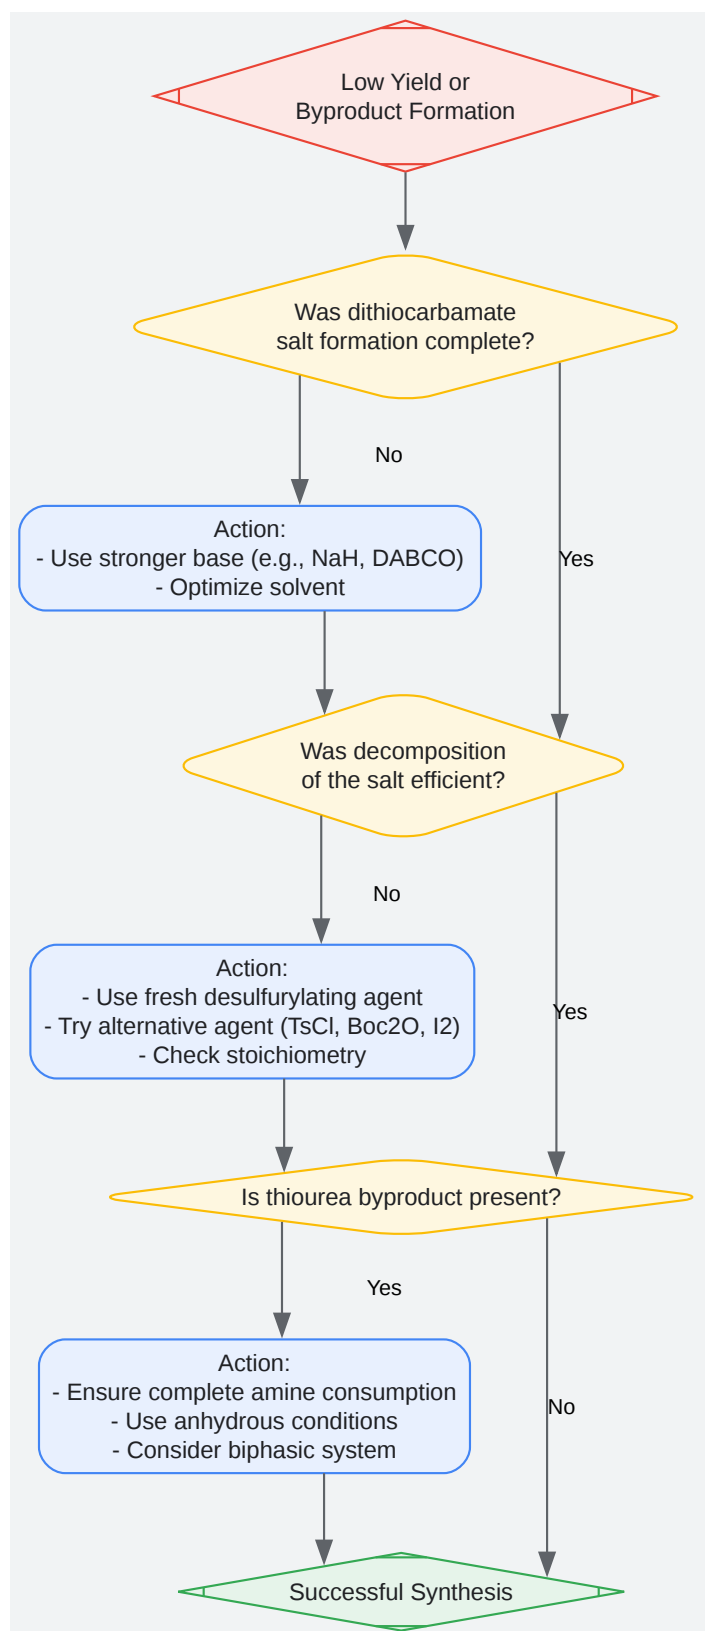 Low Yield or
Byproduct Formation
Was dithiocarbamate
salt formation complete?
No
Action:
- Use stronger base (e.g., NaH, DABCO)
- Optimize solvent
Yes
Was decomposition
of the salt efficient?
No
Action:
- Use fresh desulfurylating agent
- Try alternative agent (TsCl, Boc2O, I2)
- Check stoichiometry
Yes
Is thiourea byproduct present?
Yes
Action:
- Ensure complete amine consumption
- Use anhydrous conditions
- Consider biphasic system
No
Successful Synthesis